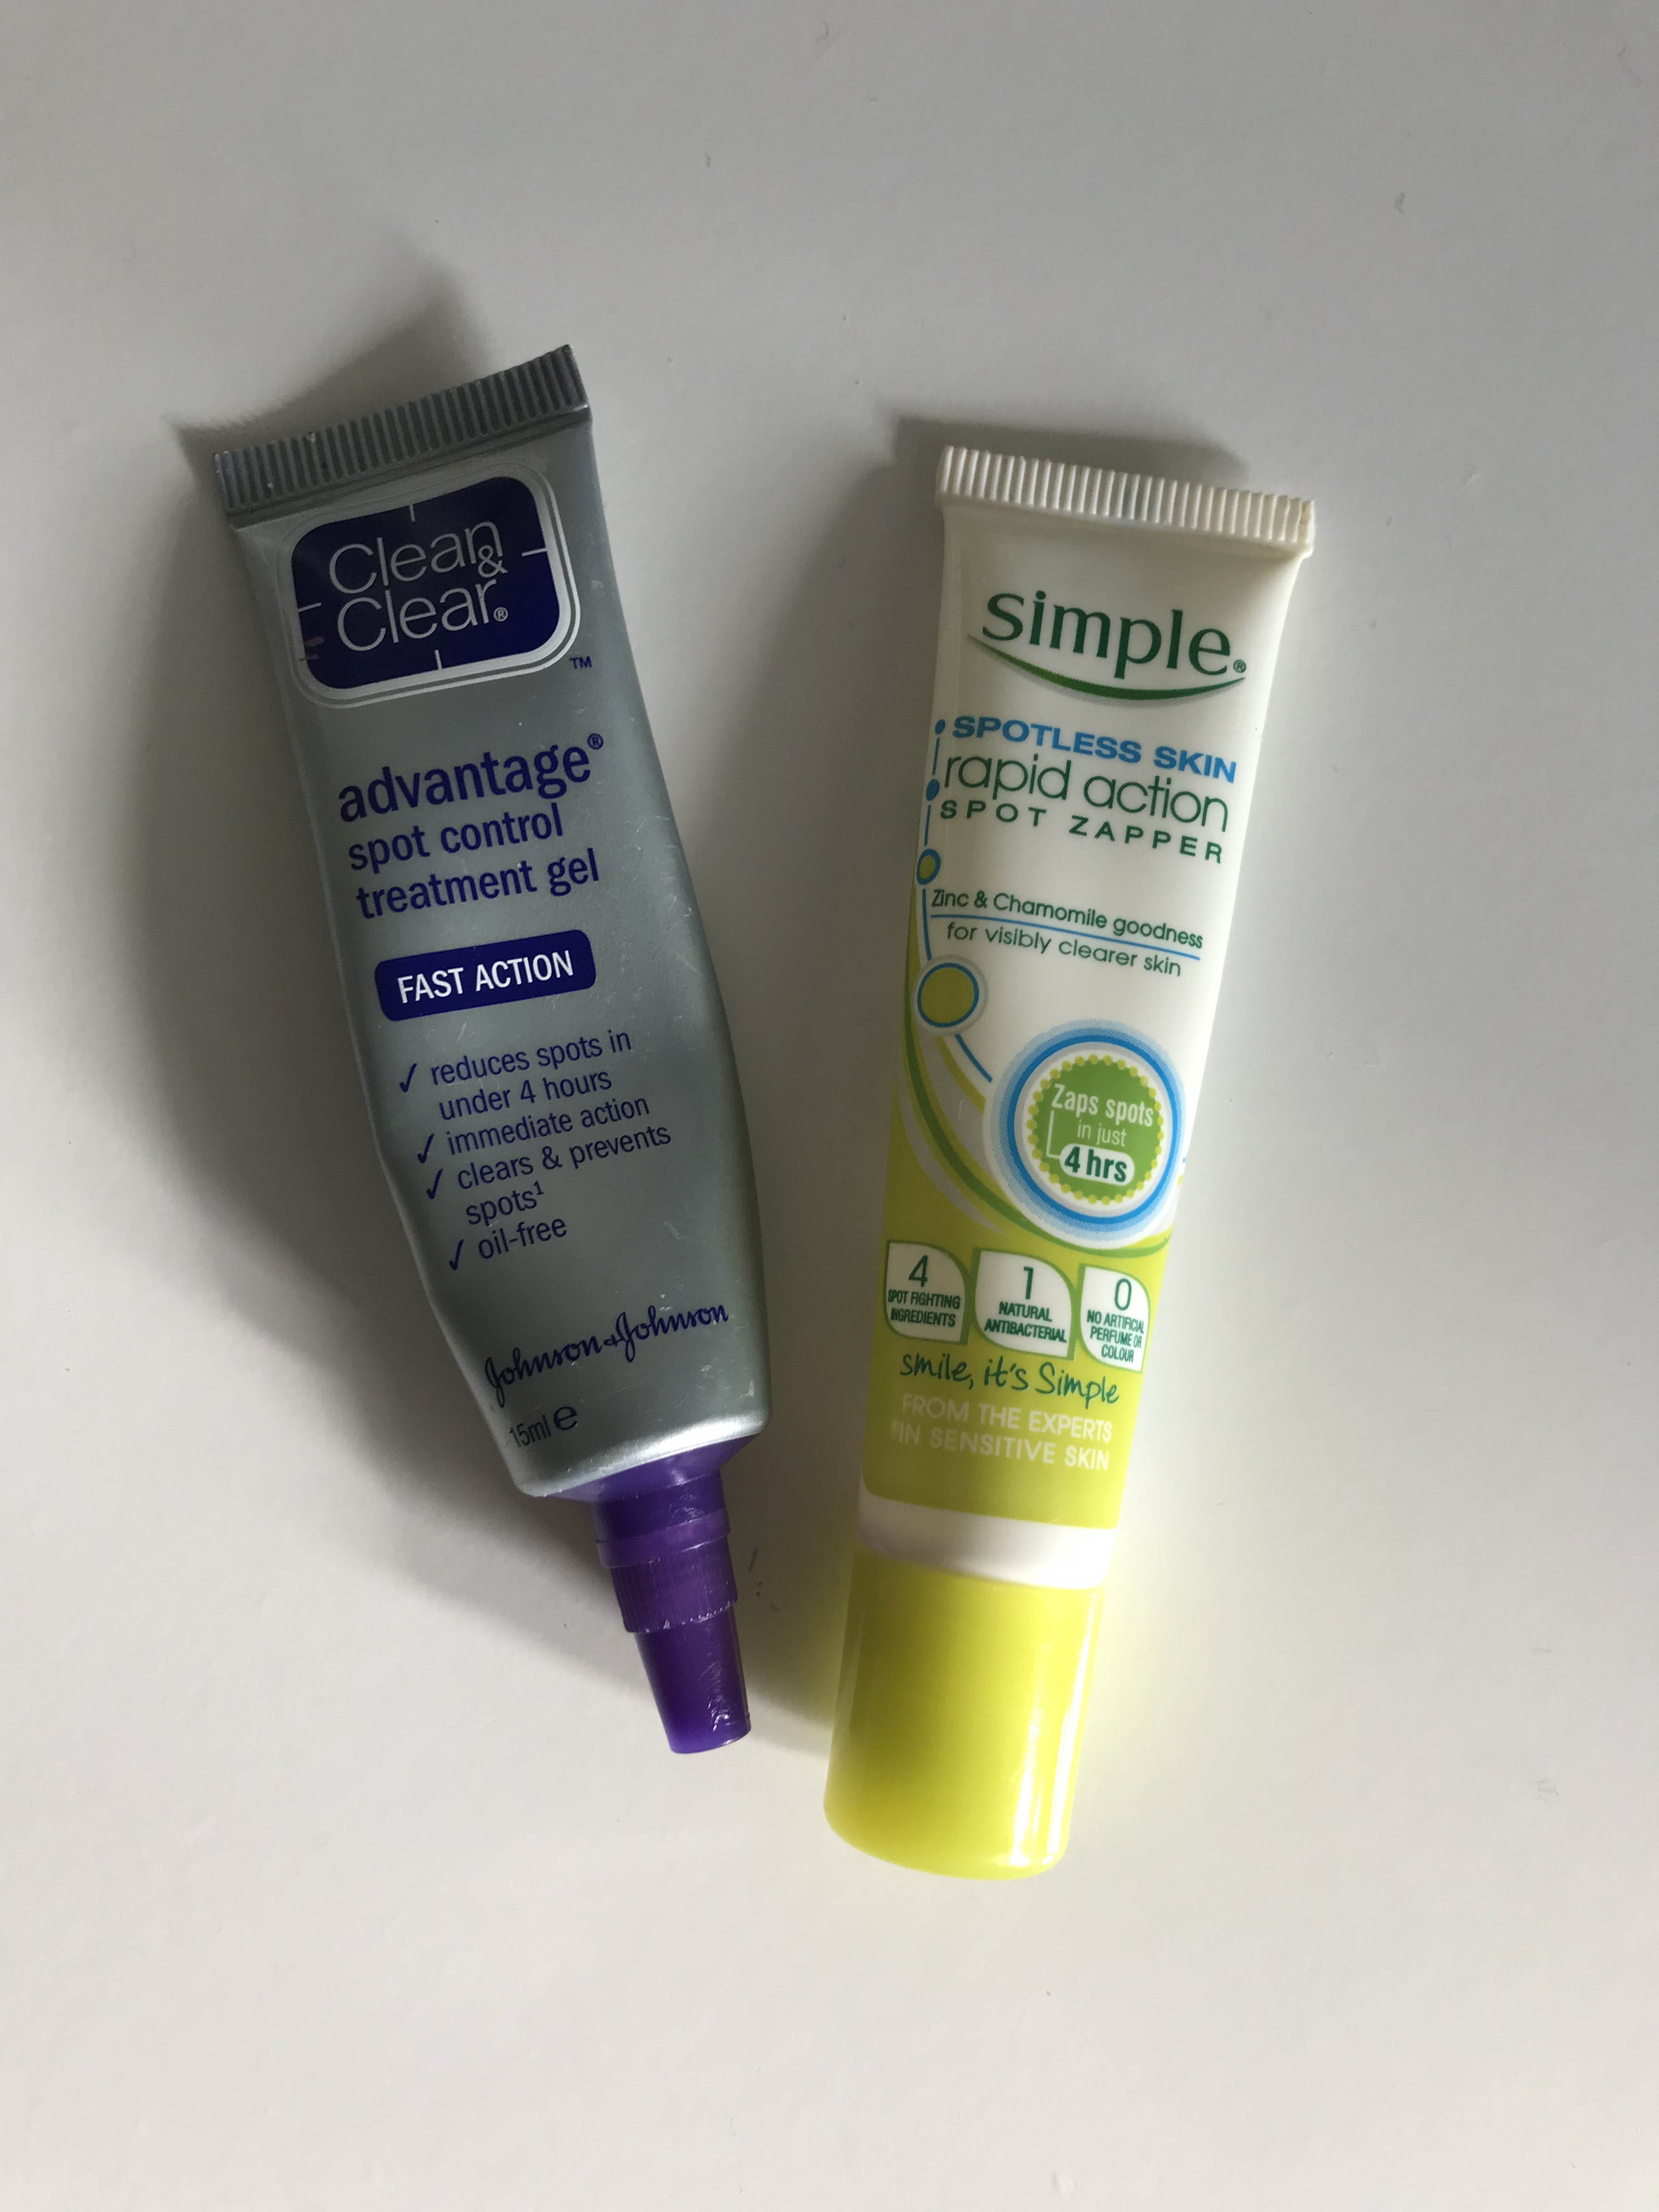 Clean
&
Clear®
TM
advantage®
spot control
treatment gel
FAST ACTION
✓ reduces spots in
under 4 hours
✓ immediate action
✓ clears & prevents
spots¹
✓ oil-free
Johnson & Johnson
15ml e
simple®
SPOTLESS SKIN
rapid action
SPOT ZAPPER
Zinc & Chamomile goodness
for visibly clearer skin
Zaps spots
in just
4 hrs
4
SPOT FIGHTING
INGREDIENTS
1
NATURAL
ANTIBACTERIAL
0
NO ARTIFICIAL
PERFUME OR
COLOUR
smile, it's Simple
FROM THE EXPERTS
IN SENSITIVE SKIN